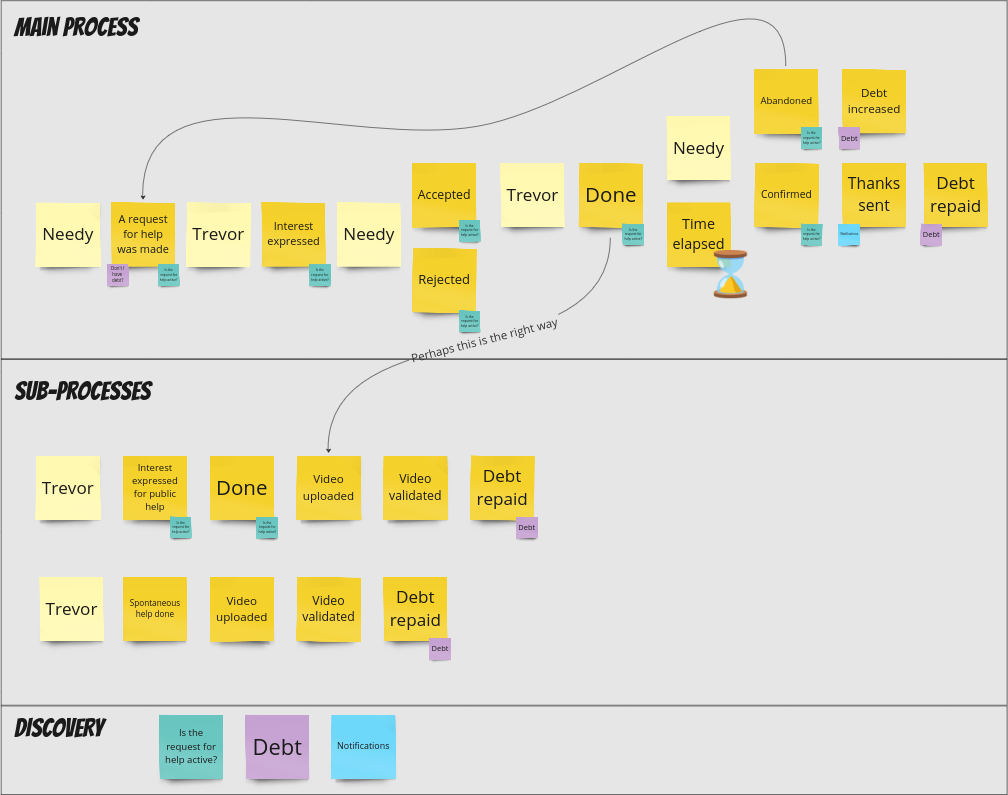 MAIN PROCESS
Abandoned
Is the
request for
help active?
Debt
increased
Debt
Needy
Accepted
Is the
request for
help active?
Trevor
Done
Is the
request for
help active?
Confirmed
Is the
request for
help active?
Thanks
sent
Notifications
Debt
repaid
Debt
Needy
A request
for help
was made
Don't I
have
debt?
Is the
request for
help active?
Trevor
Interest
expressed
Is the
request for
help active?
Needy
Time
elapsed
Rejected
Is the
request for
help active?
Perhaps this is the right way
SUB-PROCESSES
Trevor
Interest
expressed
for public
help
Is the
request for
help active?
Done
Is the
request for
help active?
Video
uploaded
Video
validated
Debt
repaid
Debt
Trevor
Spontaneous
help done
Video
uploaded
Video
validated
Debt
repaid
Debt
DISCOVERY
Is the
request for
help active?
Debt
Notifications